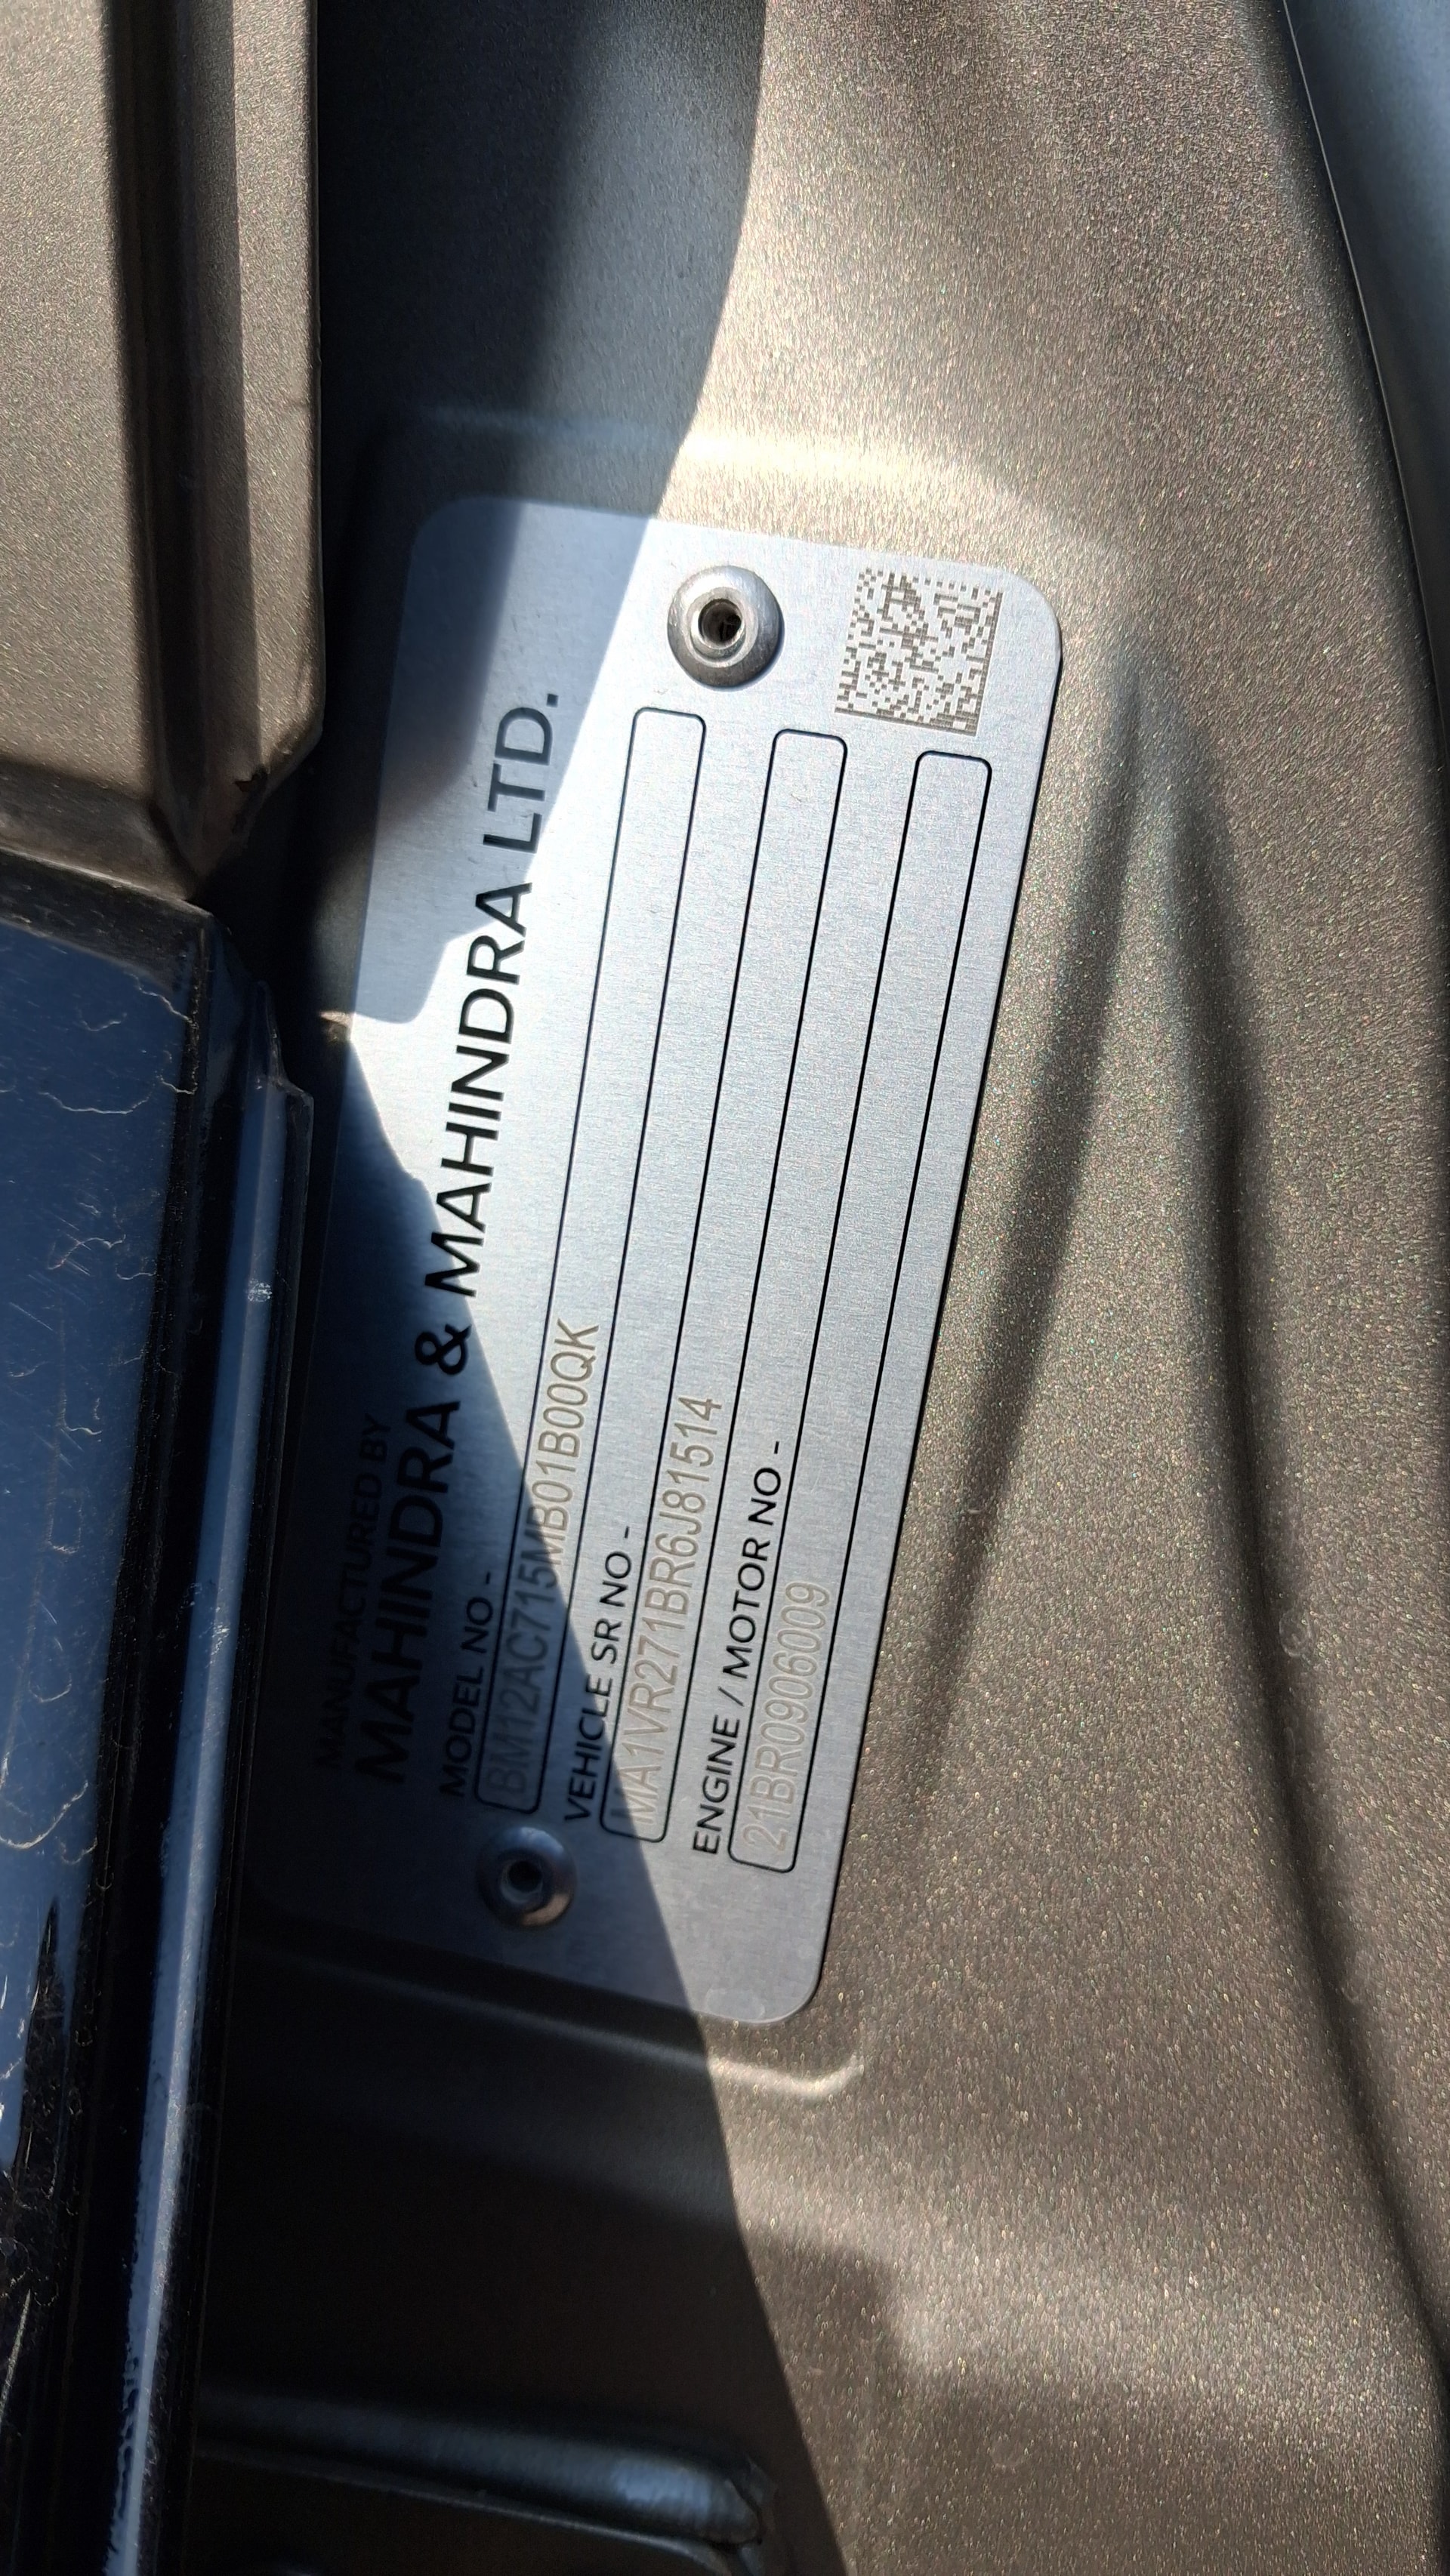 MANUFACTURED BY
MAHINDRA & MAHINDRA LTD.
MODEL NO -
BM12AC715MB01B00QK
VEHICLE SR NO -
MA1VR271BR6J81514
ENGINE / MOTOR NO -
21BR0906009